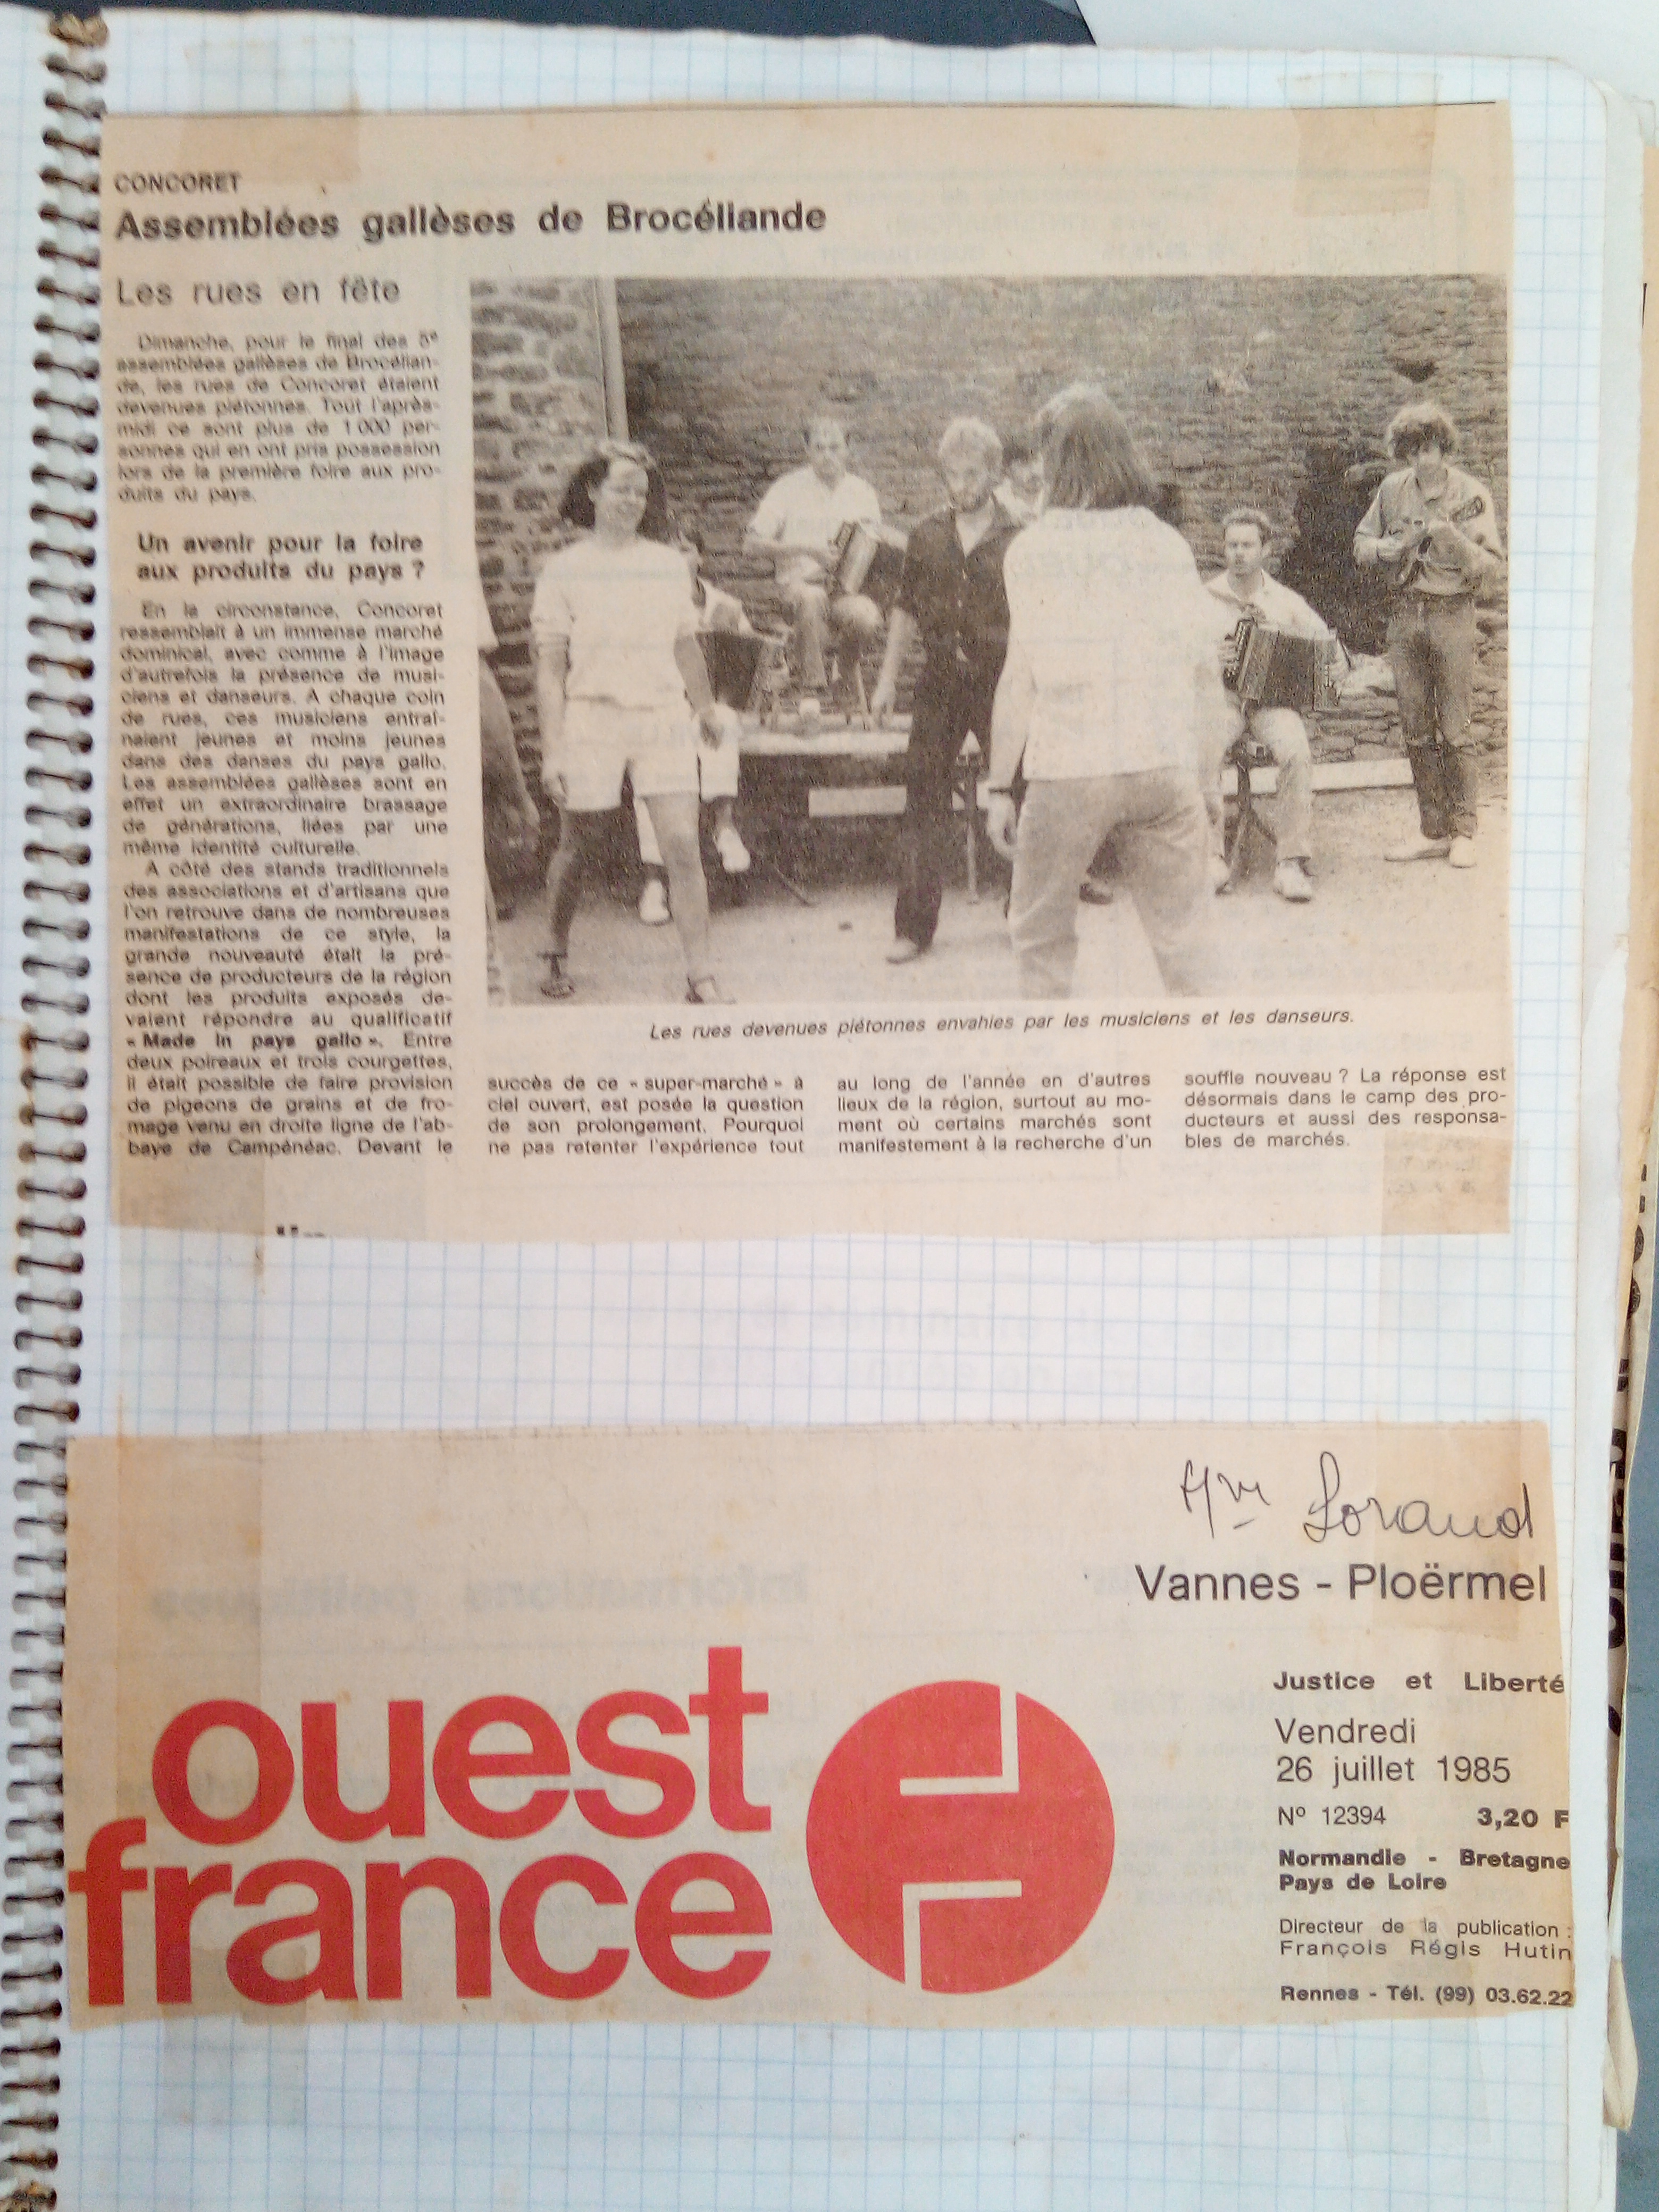 CONCORET
Assemblées gallèses de Brocéliande
Les rues en fête
Dimanche, pour le final des 5e
assemblées gallèses de Brocélian-
de, les rues de Concoret étaient
devenues piétonnes. Tout l'après-
midi ce sont plus de 1 000 per-
sonnes qui en ont pris possession
lors de la première foire aux pro-
duits du pays.
Un avenir pour la foire
aux produits du pays ?
En la circonstance, Concoret
ressemblait à un immense marché
dominical, avec comme à l'image
d'autrefois la présence de musi-
ciens et danseurs. A chaque coin
de rues, ces musiciens entraî-
naient jeunes et moins jeunes
dans des danses du pays gallo.
Les assemblées gallèses sont en
effet un extraordinaire brassage
de générations, liées par une
même identité culturelle.
A côté des stands traditionnels
des associations et d'artisans que
l'on retrouve dans de nombreuses
manifestations de ce style, la
grande nouveauté était la pré-
sence de producteurs de la région
dont les produits exposés de-
vaient répondre au qualificatif
« Made in pays gallo ». Entre
deux poireaux et trois courgettes,
il était possible de faire provision
de pigeons de grains et de fro-
mage venu en droite ligne de l'ab-
baye de Campénéac. Devant le
Les rues devenues piétonnes envahies par les musiciens et les danseurs.
succès de ce « super-marché » à
ciel ouvert, est posée la question
de son prolongement. Pourquoi
ne pas retenter l'expérience tout
au long de l'année en d'autres
lieux de la région, surtout au mo-
ment où certains marchés sont
manifestement à la recherche d'un
souffle nouveau ? La réponse est
désormais dans le camp des pro-
ducteurs et aussi des responsa-
bles de marchés.
Lorand
Vannes - Ploërmel
ouest
france
Justice et Liberté
Vendredi
26 juillet 1985
Nº 12394 3,20 F
Normandie - Bretagne
Pays de Loire
Directeur de la publication :
François Régis Hutin
Rennes - Tél. (99) 03.62.22